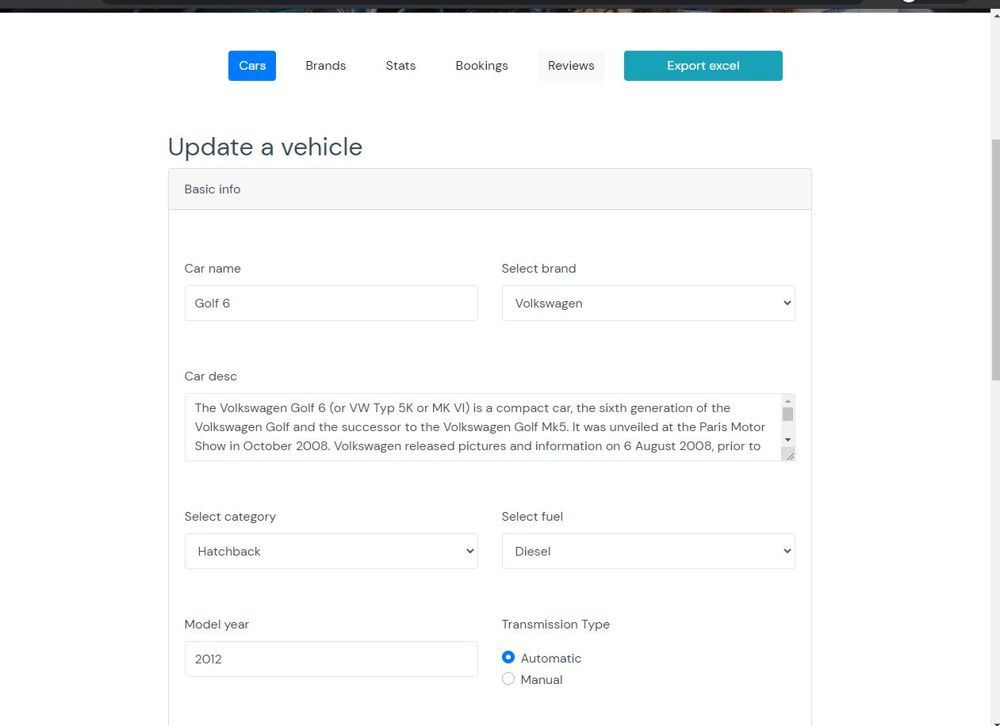 Cars Brands Stats Bookings Reviews Export excel
Update a vehicle
Basic info
Car name Select brand
Golf 6 Volkswagen
Car desc
The Volkswagen Golf 6 (or VW Typ 5K or MK VI) is a compact car, the sixth generation of the
Volkswagen Golf and the successor to the Volkswagen Golf Mk5. It was unveiled at the Paris Motor
Show in October 2008. Volkswagen released pictures and information on 6 August 2008, prior to
Select category Select fuel
Hatchback Diesel
Model year Transmission Type
2012 Automatic
Manual